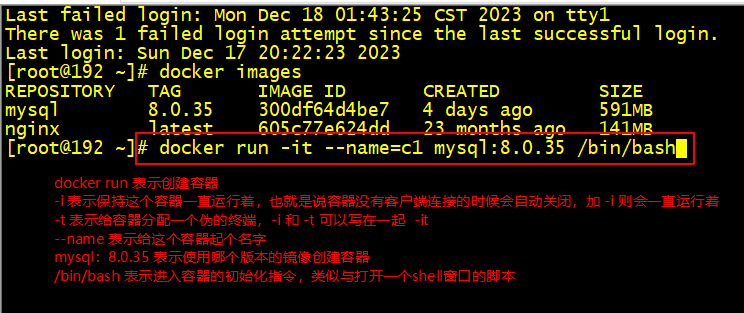 Last failed login: Mon Dec 18 01:43:25 CST 2023 on tty1
There was 1 failed login attempt since the last successful login.
Last login: Sun Dec 17 20:22:23 2023
[root@192 ~]# docker images
REPOSITORY TAG IMAGE ID CREATED SIZE
mysql 8.0.35 300df64d4be7 4 days ago 591MB
nginx latest 605c77e624dd 23 months ago 141MB
[root@192 ~]# docker run -it --name=c1 mysql:8.0.35 /bin/bash
docker run 表示创建容器
-i 表示保持这个容器一直运行着，也就是说容器没有客户端连接的时候会自动关闭，加 -i 则会一直运行着
-t 表示给容器分配一个伪的终端，-i 和 -t 可以写在一起 -it
--name 表示给这个容器起个名字
mysql：8.0.35 表示使用哪个版本的镜像创建容器
/bin/bash 表示进入容器的初始化指令，类似与打开一个shell窗口的脚本